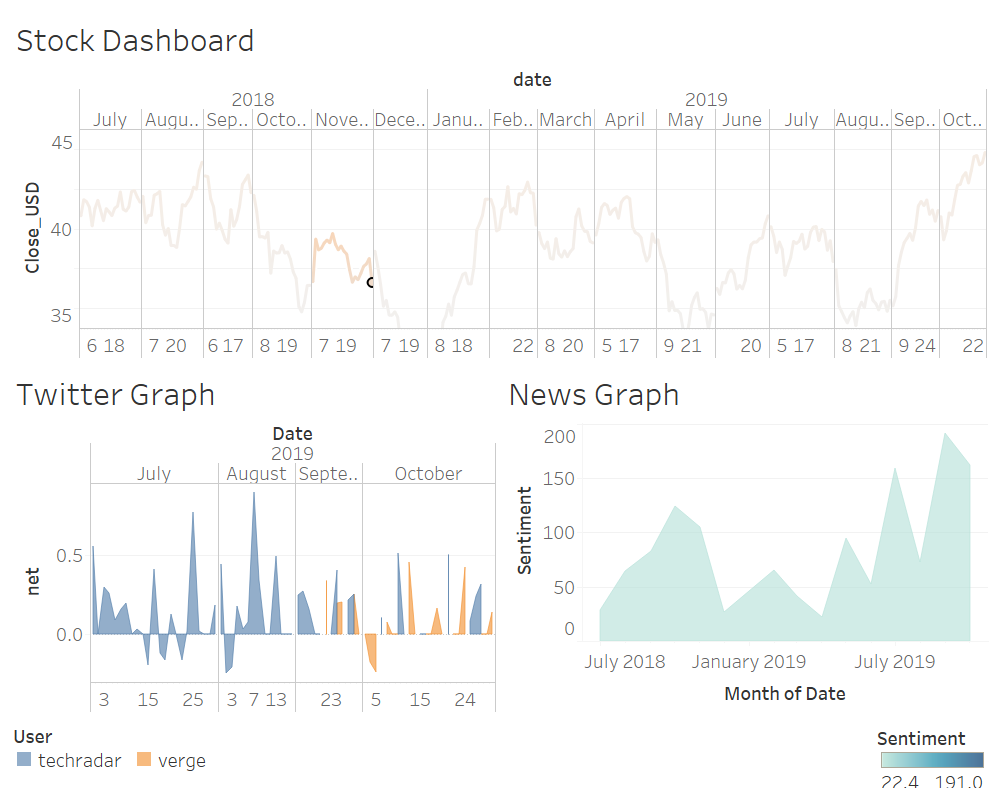 Stock Dashboard
date
2018 2019
July Augu.. Sep.. Octo.. Nove.. Dece.. Janu.. Feb.. March April May June July Augu.. Sep.. Oct..
45
40
35
Close_USD
6 18 7 20 6 17 8 19 7 19 7 19 8 18 22 8 20 5 17 9 21 20 5 17 8 21 9 24 22
Twitter Graph
Date
2019
July August Septe.. October
0.5
0.0
net
3 15 25 3 7 13 23 5 15 24
User
techradar verge
News Graph
200
150
100
50
0
Sentiment
July 2018 January 2019 July 2019
Month of Date
Sentiment
22.4 191.0